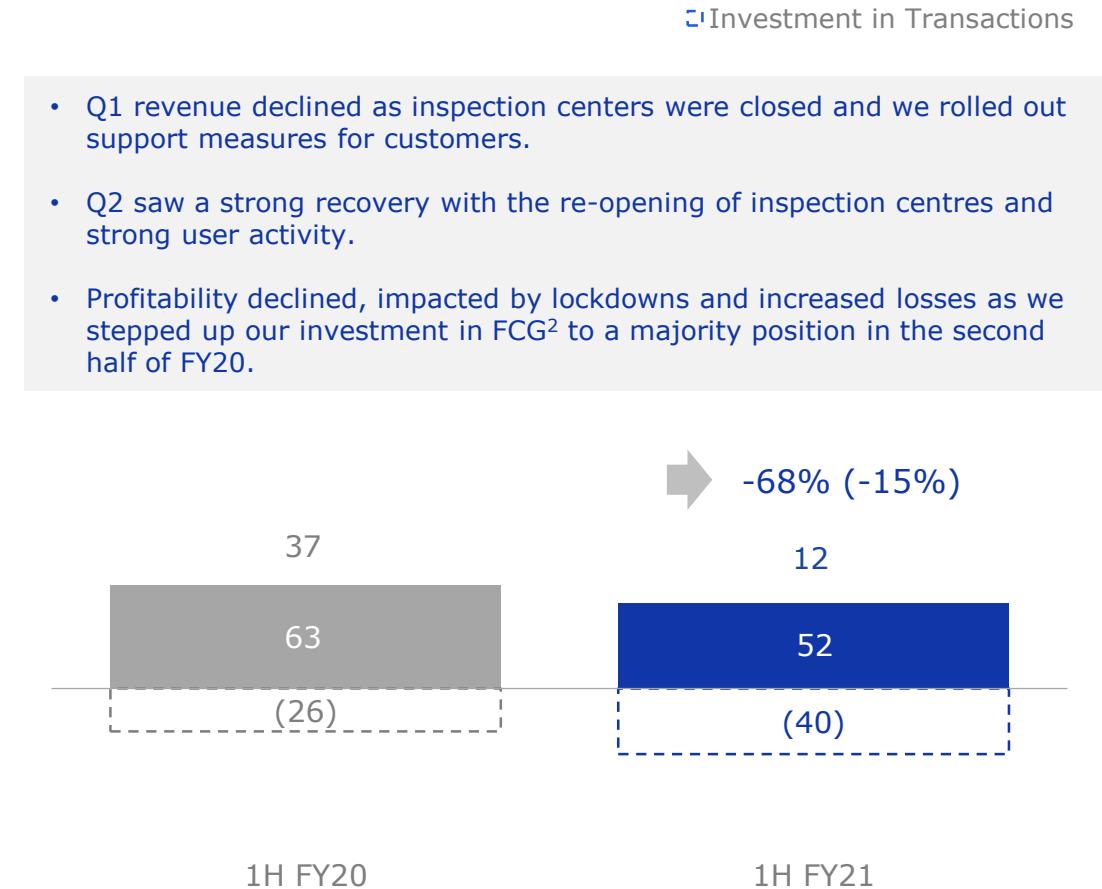 Investment in Transactions
• Q1 revenue declined as inspection centers were closed and we rolled out
support measures for customers.
• Q2 saw a strong recovery with the re-opening of inspection centres and
strong user activity.
• Profitability declined, impacted by lockdowns and increased losses as we
stepped up our investment in FCG² to a majority position in the second
half of FY20.
-68% (-15%)
37
12
63
52
(26)
(40)
1H FY20
1H FY21